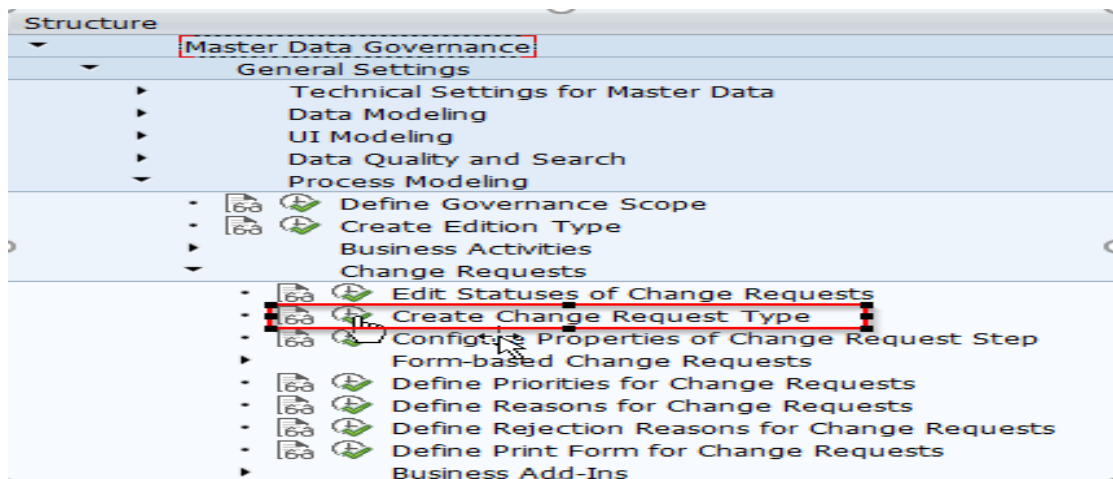 Structure
Master Data Governance
General Settings
Technical Settings for Master Data
Data Modeling
UI Modeling
Data Quality and Search
Process Modeling
Define Governance Scope
Create Edition Type
Business Activities
Change Requests
Edit Statuses of Change Requests
Create Change Request Type
Configure Properties of Change Request Step
Form-based Change Requests
Define Priorities for Change Requests
Define Reasons for Change Requests
Define Rejection Reasons for Change Requests
Define Print Form for Change Requests
Business Add-Ins